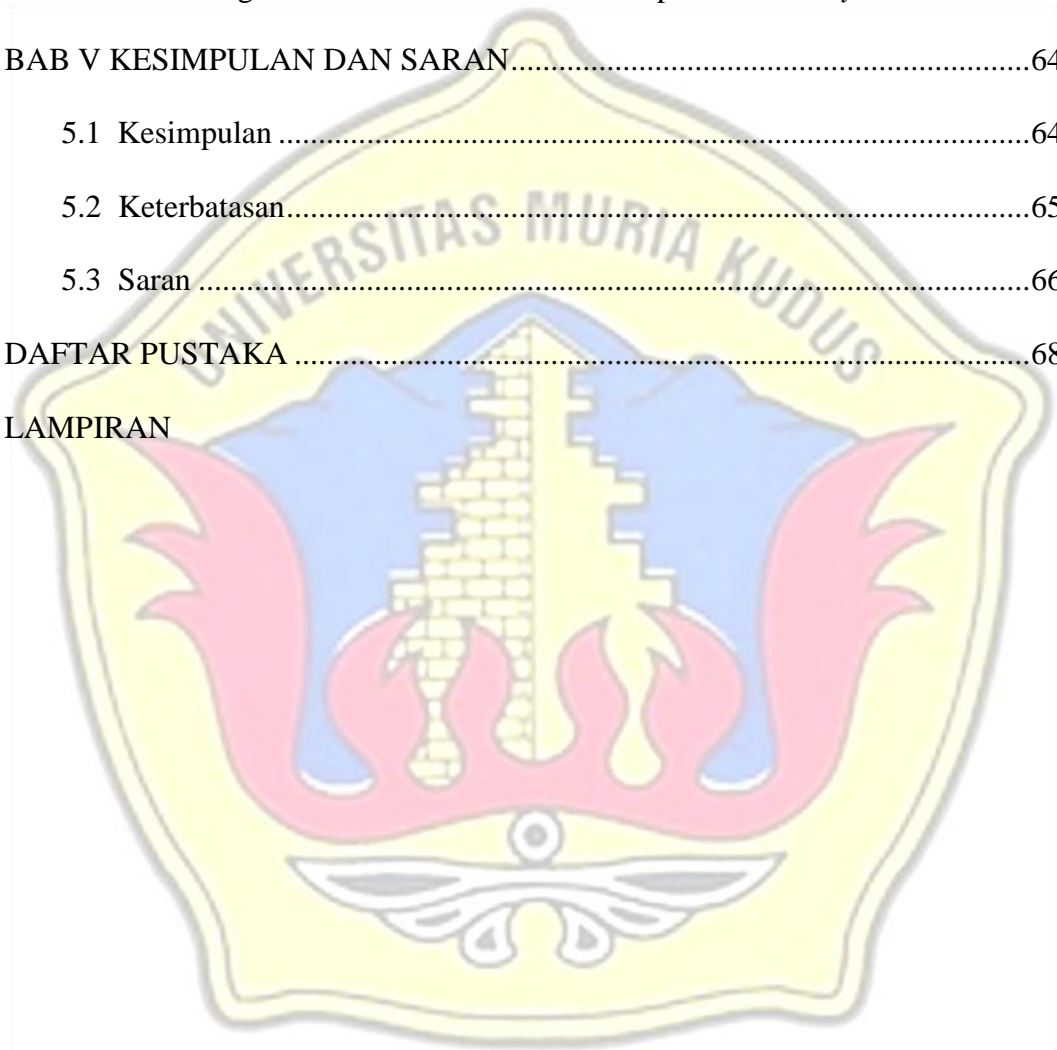 BAB V KESIMPULAN DAN SARAN................................................................64
5.1 Kesimpulan ............................................................................................64
5.2 Keterbatasan...........................................................................................65
5.3 Saran ......................................................................................................66
DAFTAR PUSTAKA ..........................................................................................68
LAMPIRAN
UNIVERSITAS MURIA KUDUS